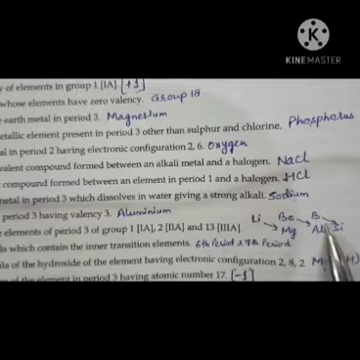 KINEMASTER
y of elements in group 1 [IA] [+1]
whose elements have zero valency. Group 18
e earth metal in period 3. Magnesium
etallic element present in period 3 other than sulphur and chlorine. Phosphorus
al in period 2 having electronic configuration 2, 6. Oxygen
valent compound formed between an alkali metal and a halogen. NaCl
t compound formed between an element in period 1 and a halogen. HCl
metal in period 3 which dissolves in water giving a strong alkali. Sodium
period 3 having valency 3. Aluminium
Li Be B
e elements of period 3 of group 1 [IA], 2 [IIA] and 13 [IIIA]. Mg Al Si
ds which contain the inner transition elements. 6th Period & 7th Period
ula of the hydroxide of the element having electronic configuration 2, 8, 2
of the element in period 3 having atomic number 17. [-1]